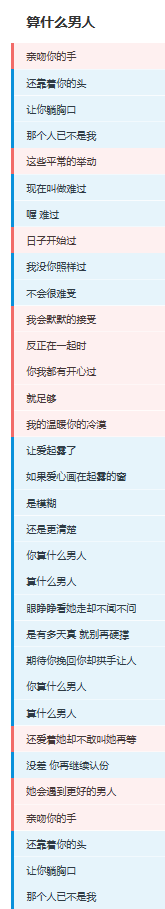 算什么男人
亲吻你的手
还靠着你的头
让你躺胸口
那个人已不是我
这些平常的举动
现在叫做难过
喔 难过
日子开始过
我没你照样过
不会很难受
我会默默的接受
反正在一起时
你我都有开心过
就足够
我的温暖你的冷漠
让爱起雾了
如果爱心画在起雾的窗
是模糊
还是更清楚
你算什么男人
算什么男人
眼睁睁看她走却不闻不问
是有多天真 就别再硬撑
期待你挽回你却拱手让人
你算什么男人
算什么男人
还爱着她却不敢叫她再等
没差 你再继续认份
她会遇到更好的男人
亲吻你的手
还靠着你的头
让你躺胸口
那个人已不是我